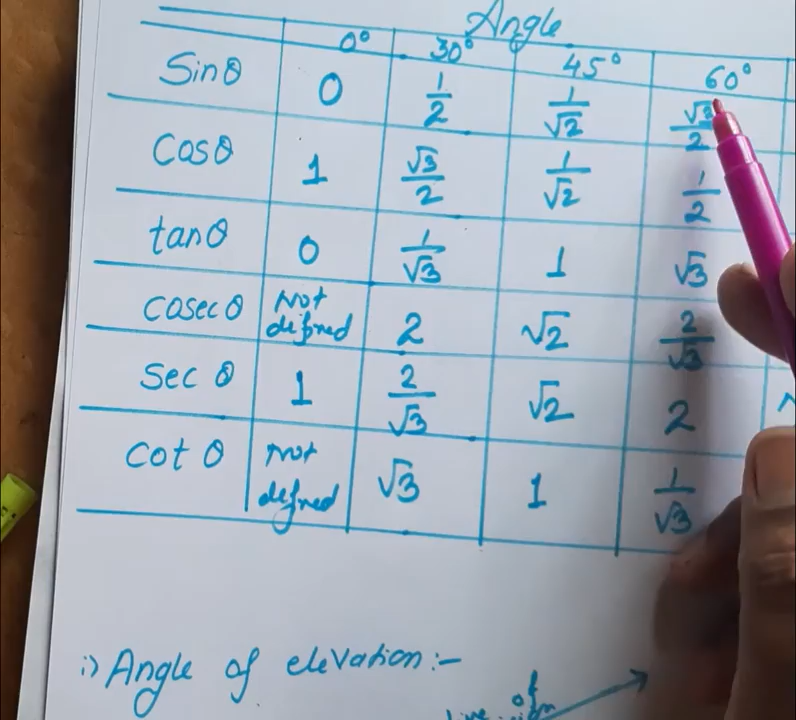 Angle
0° 30° 45° 60°
Sinθ 0 1/2 1/√2 √3/2
Cosθ 1 √3/2 1/√2 1/2
tanθ 0 1/√3 1 √3
Cosecθ Not defined 2 √2 2/√3
Sec θ 1 2/√3 √2 2
Cot θ Not defined √3 1 1/√3
i) Angle of elevation:-
of